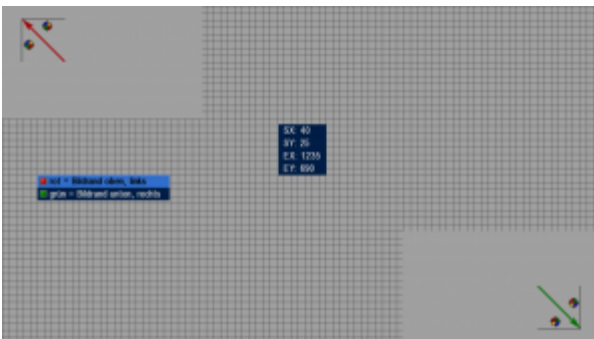 SX: 40
SY: 25
EX: 1235
EY: 690
rot = Bildrand oben, links
grün = Bildrand unten, rechts